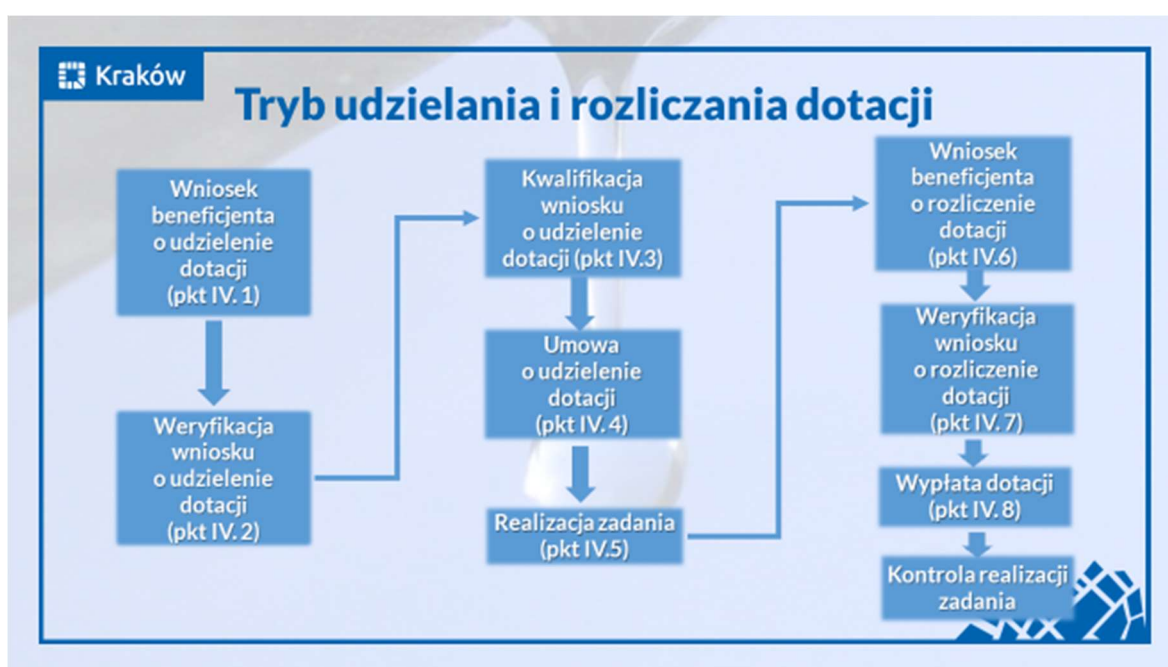 Kraków
Tryb udzielania i rozliczania dotacji
Wniosek
beneficjenta
o udzielenie
dotacji
(pkt IV. 1)
Weryfikacja
wniosku
o udzielenie
dotacji
(pkt IV. 2)
Kwalifikacja
wniosku
o udzielenie
dotacji (pkt IV.3)
Umowa
o udzielenie
dotacji
(pkt IV. 4)
Realizacja zadania
(pkt IV.5)
Wniosek
beneficjenta
o rozliczenie
dotacji
(pkt IV.6)
Weryfikacja
wniosku
o rozliczenie
dotacji
(pkt IV. 7)
Wypłata dotacji
(pkt IV. 8)
Kontrola realizacji
zadania